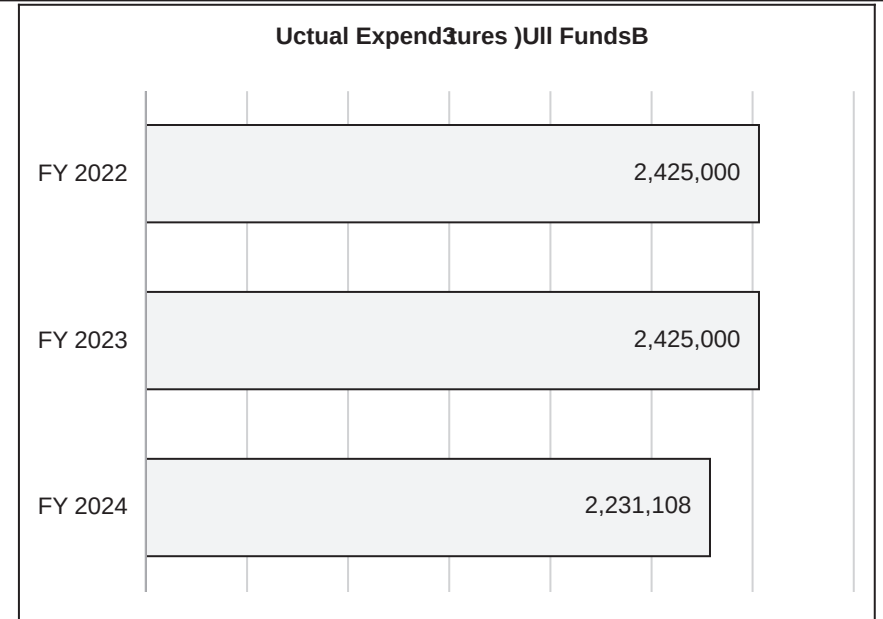 Uctual Expend3tures )Ull FundsB
FY 2022
2,425,000
FY 2023
2,425,000
FY 2024
2,231,108